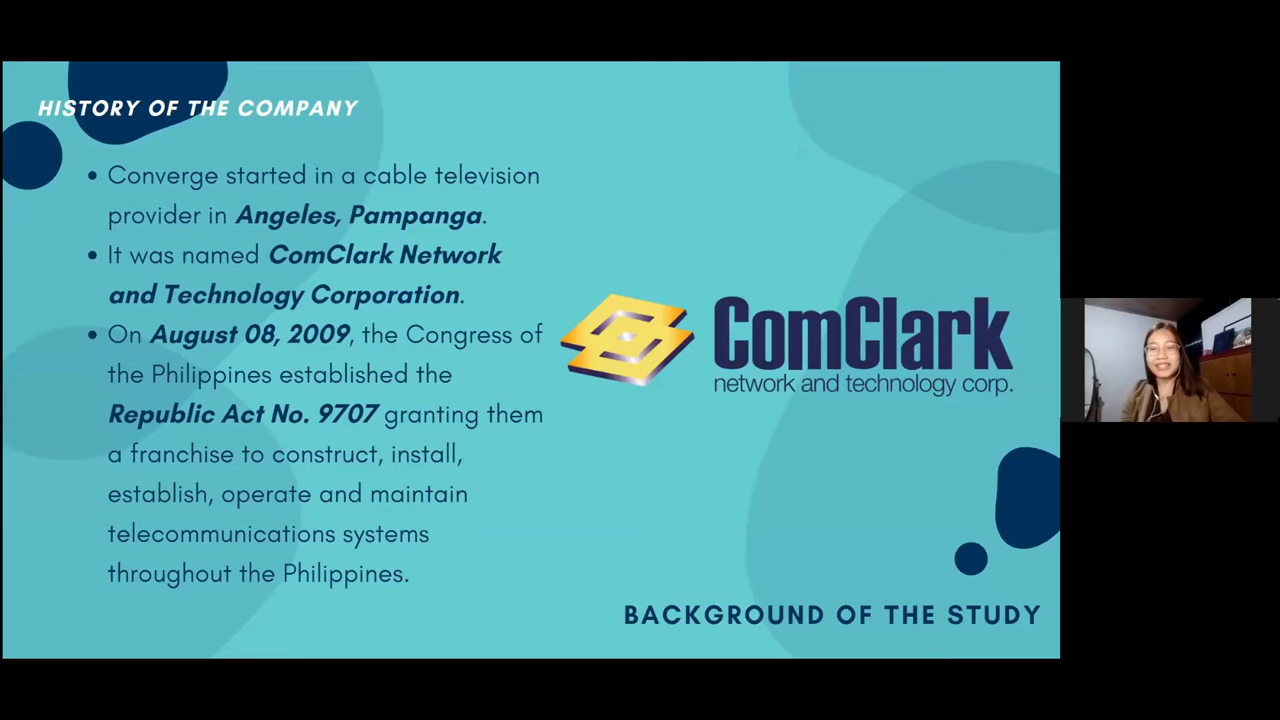 HISTORY OF THE COMPANY
• Converge started in a cable television
provider in Angeles, Pampanga.
• It was named ComClark Network
and Technology Corporation.
• On August 08, 2009, the Congress of
the Philippines established the
Republic Act No. 9707 granting them
a franchise to construct, install,
establish, operate and maintain
telecommunications systems
throughout the Philippines.
ComClark
network and technology corp.
BACKGROUND OF THE STUDY